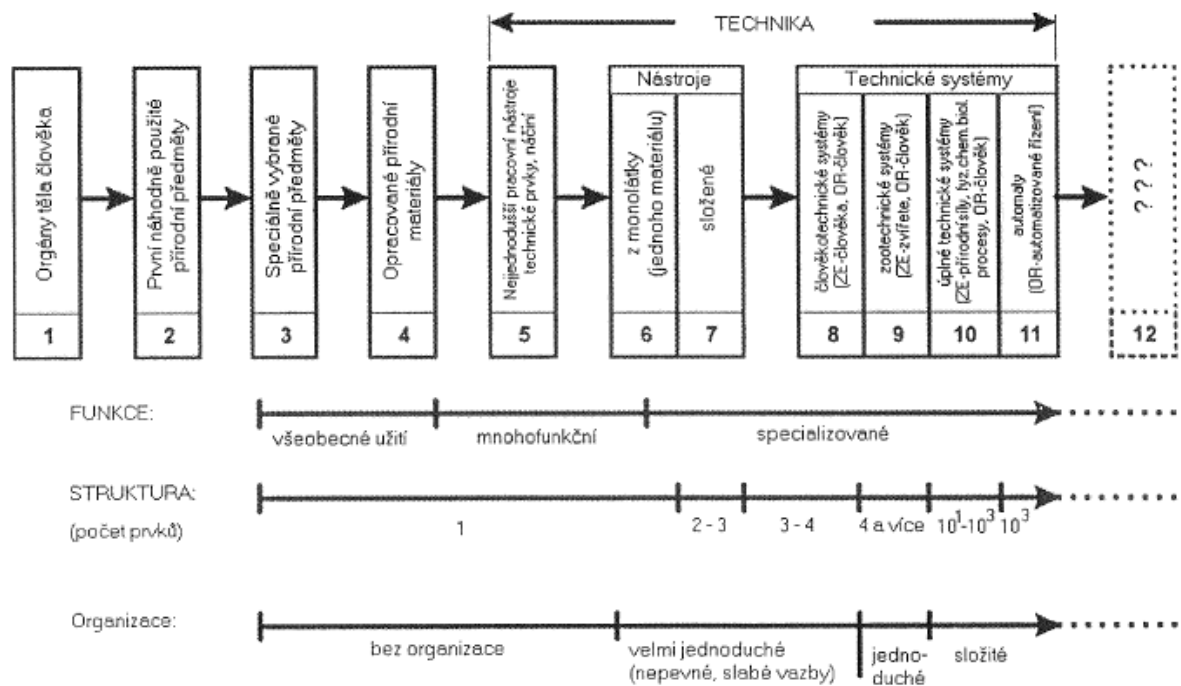 TECHNIKA
Orgány těla člověka
1
První náhodně použité
přírodní předměty
2
Speciálně vybrané
přírodní předměty
3
Opracované přírodní
materiály
4
Nejjednodušší pracovní nástroje
technické prvky, náčiní
5
Nástroje
z monolátky
(jednoho materiálu)
6
složené
7
Technické systémy
člověkotechnické systémy
(ZE-člověka, OR-člověk)
8
zootechnické systémy
(ZE-zvířete, OR-člověk)
9
úplné technické systémy
(ZE-přírodní síly, fyz.chem.biol.
procesy, OR-člověk)
10
automaty
(OR-automatizované řízení)
11
???
12
FUNKCE:
všeobecné užití mnohofunkční specializované
STRUKTURA:
(počet prvků) 1 2 - 3 3 - 4 4 a více 10¹-10³ 10³
Organizace:
bez organizace
velmi jednoduché
(nepevné, slabé vazby)
jedno-
duché
složité